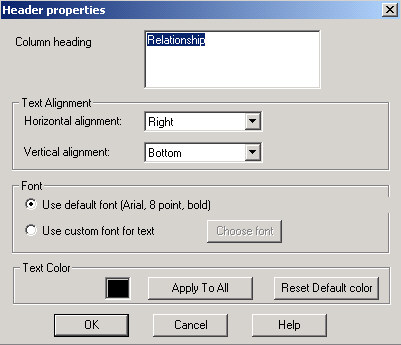 Header properties
Column heading
Relationship
Text Alignment
Horizontal alignment:
Right
Vertical alignment:
Bottom
Font
Use default font (Arial, 8 point, bold)
Use custom font for text
Choose font
Text Color
Apply To All
Reset Default color
OK
Cancel
Help